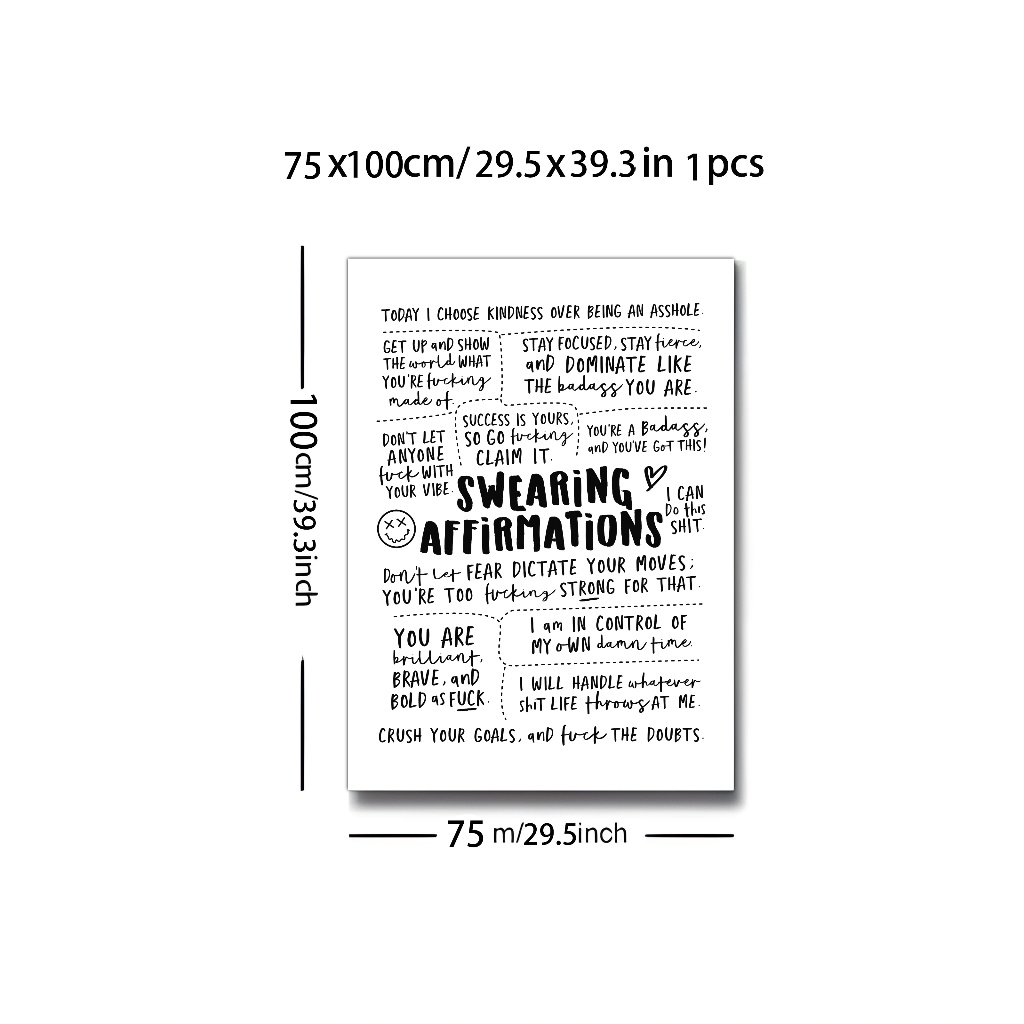 75x100cm/29.5x39.3in 1pcs
100cm/39.3inch
TODAY I CHOOSE KINDNESS OVER BEING AN ASSHOLE.
GET UP and SHOW
THE world WHAT
YOU'RE fucking
made of.
STAY FOCUSED, STAY fierce,
anD DOMINATE LIKE
THE badass YOU ARE.
DON'T LET
ANYONE
fuck WITH
YOUR VIBE.
SUCCESS IS YOURS,
SO GO fucking
CLAIM IT.
YOU'RE A Badass,
anD YOU'VE GOT THIS!
SWEARiNG
AFFiRMATiONS
I CAN
Do this
SHIT.
Don't Let FEAR DICTATE YOUR MOVES;
YOU'RE TOO fucking STRONG FOR THAT.
YOU ARE
brilliant,
BRAVE, anD
BOLD as FUCK.
I am IN CONTROL OF
MY oWN damn time.
I WILL HANDLE whatever
shiT LIFE throws AT ME.
CRUSH YOUR GOALS, anD fuck THE DOUBTS.
75 m/29.5inch